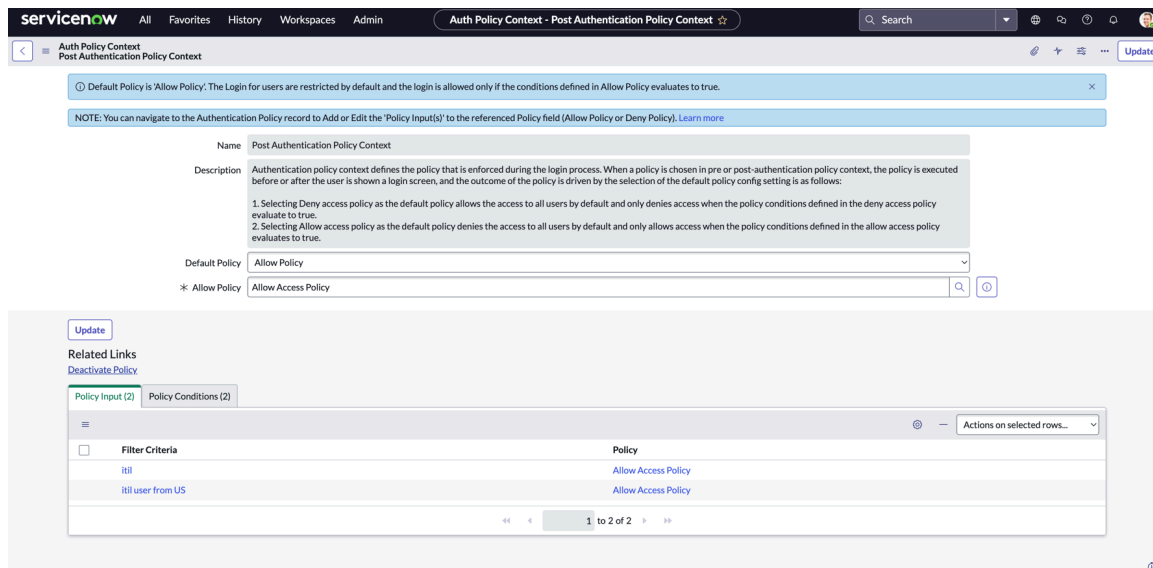 servicenow All Favorites History Workspaces Admin Auth Policy Context - Post Authentication Policy Context Search
Auth Policy Context
Post Authentication Policy Context
Update
Default Policy is 'Allow Policy'. The Login for users are restricted by default and the login is allowed only if the conditions defined in Allow Policy evaluates to true.
NOTE: You can navigate to the Authentication Policy record to Add or Edit the 'Policy Input(s)' to the referenced Policy field (Allow Policy or Deny Policy). Learn more
Name Post Authentication Policy Context
Description Authentication policy context defines the policy that is enforced during the login process. When a policy is chosen in pre or post-authentication policy context, the policy is executed
before or after the user is shown a login screen, and the outcome of the policy is driven by the selection of the default policy config setting is as follows:
1. Selecting Deny access policy as the default policy allows the access to all users by default and only denies access when the policy conditions defined in the deny access policy
evaluate to true.
2. Selecting Allow access policy as the default policy denies the access to all users by default and only allows access when the policy conditions defined in the allow access policy
evaluates to true.
Default Policy Allow Policy
Allow Policy Allow Access Policy
Update
Related Links
Deactivate Policy
Policy Input (2) Policy Conditions (2)
Actions on selected rows...
Filter Criteria Policy
itil Allow Access Policy
itil user from US Allow Access Policy
1 to 2 of 2